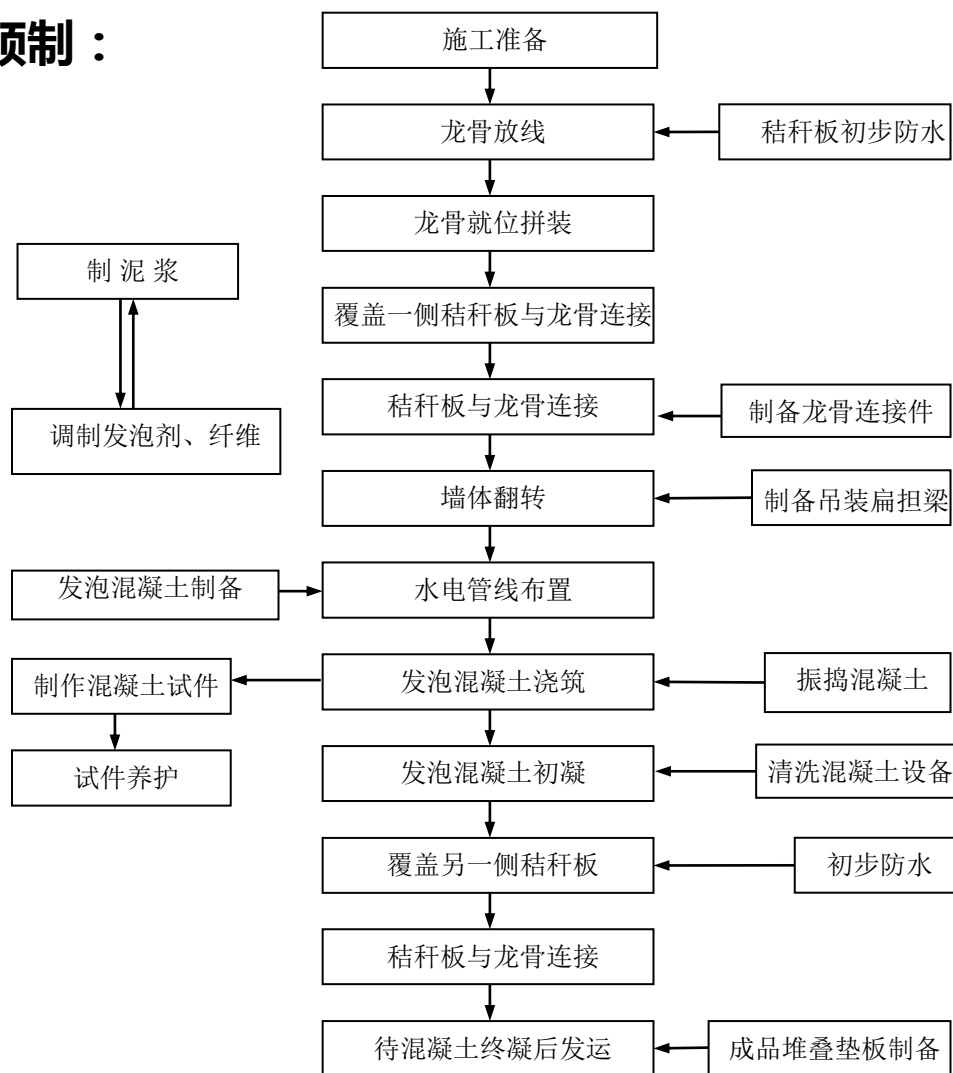 预制：
施工准备
龙骨放线
秸秆板初步防水
龙骨就位拼装
制 泥 浆
覆盖一侧秸秆板与龙骨连接
秸秆板与龙骨连接
制备龙骨连接件
调制发泡剂、纤维
墙体翻转
制备吊装扁担梁
发泡混凝土制备
水电管线布置
制作混凝土试件
发泡混凝土浇筑
振捣混凝土
试件养护
发泡混凝土初凝
清洗混凝土设备
覆盖另一侧秸秆板
初步防水
秸秆板与龙骨连接
待混凝土终凝后发运
成品堆叠垫板制备